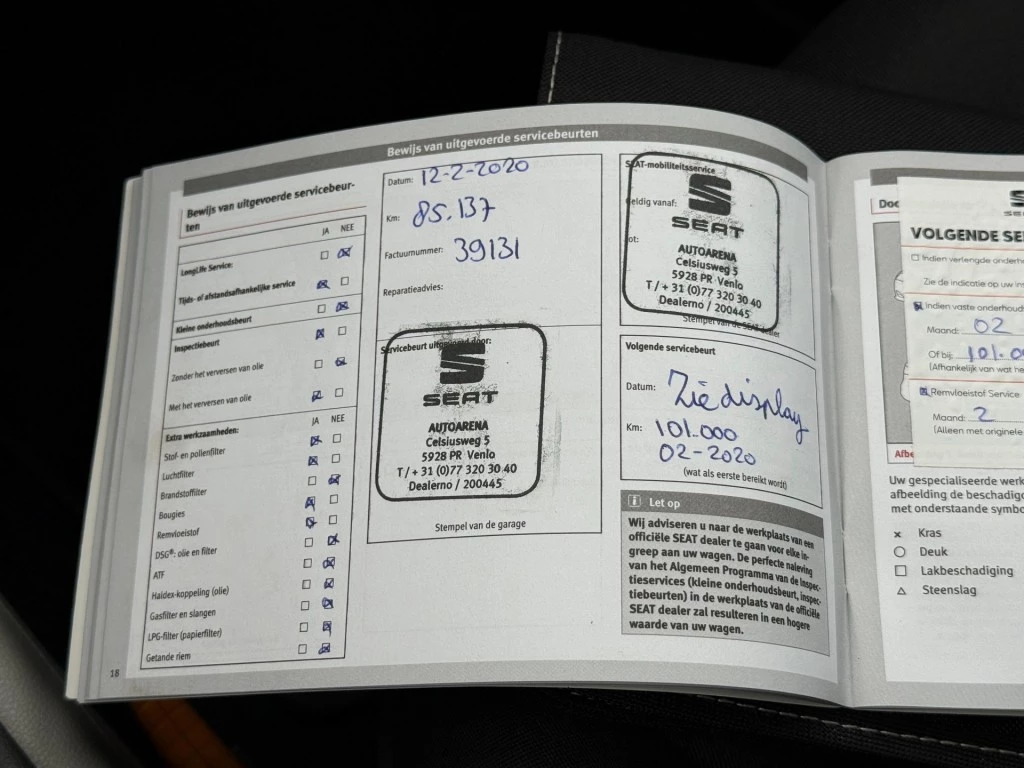 Bewijs van uitgevoerde servicebeurten
Bewijs van uitgevoerde servicebeur-
ten
JA NEE
LongLife Service:
Tijds- of afstandsafhankelijke service
Kleine onderhoudsbeurt
Inspectiebeurt
Zonder het verversen van olie
Met het verversen van olie
JA NEE
Extra werkzaamheden:
Stof- en pollenfilter
Luchtfilter
Brandstoffilter
Bougies
Remvloeistof
DSG®: olie en filter
ATF
Haldex-koppeling (olie)
Gasfilter en slangen
LPG-filter (papierfilter)
Getande riem
18
Datum: 12-2-2020
Km: 85.137
Factuurnummer: 39131
Reparatieadvies:
Servicebeurt uitgevoerd door:
SEAT
AUTOARENA
Celsiusweg 5
5928 PR Venlo
T / + 31 (0)77 320 30 40
Dealerno / 200445
Stempel van de garage
SEAT-mobiliteitsservice
eldig vanaf:
ot:
SEAT
AUTOARENA
Celsiusweg 5
5928 PR Venlo
T / + 31 (0)77 320 30 40
Dealerno / 200445
Stempel van de SEAT
Volgende servicebeurt
Datum: Zie display
Km: 101.000
02-2020
(wat als eerste bereikt wordt)
i Let op
Wij adviseren u naar de werkplaats van een
officiële SEAT dealer te gaan voor elke in-
greep aan uw wagen. De perfecte naleving
van het Algemeen Programma van de Inspec-
tieservices (kleine onderhoudsbeurt, inspec-
tiebeurten) in de werkplaats van de officiële
SEAT dealer zal resulteren in een hogere
waarde van uw wagen.
Doc
VOLGENDE SE
Indien verlengde onderh
Zie de indicatie op uw ins
Indien vaste onderhoud
Maand: 02
Of bij: 101.0
(Afhankelijk van wat he
Remvloeistof Service
Maand: 2
(Alleen met originele
Afbe
Uw gespecialiseerde werk
afbeelding de beschadig
met onderstaande symbo
× Kras
○ Deuk
□ Lakbeschadiging
△ Steenslag